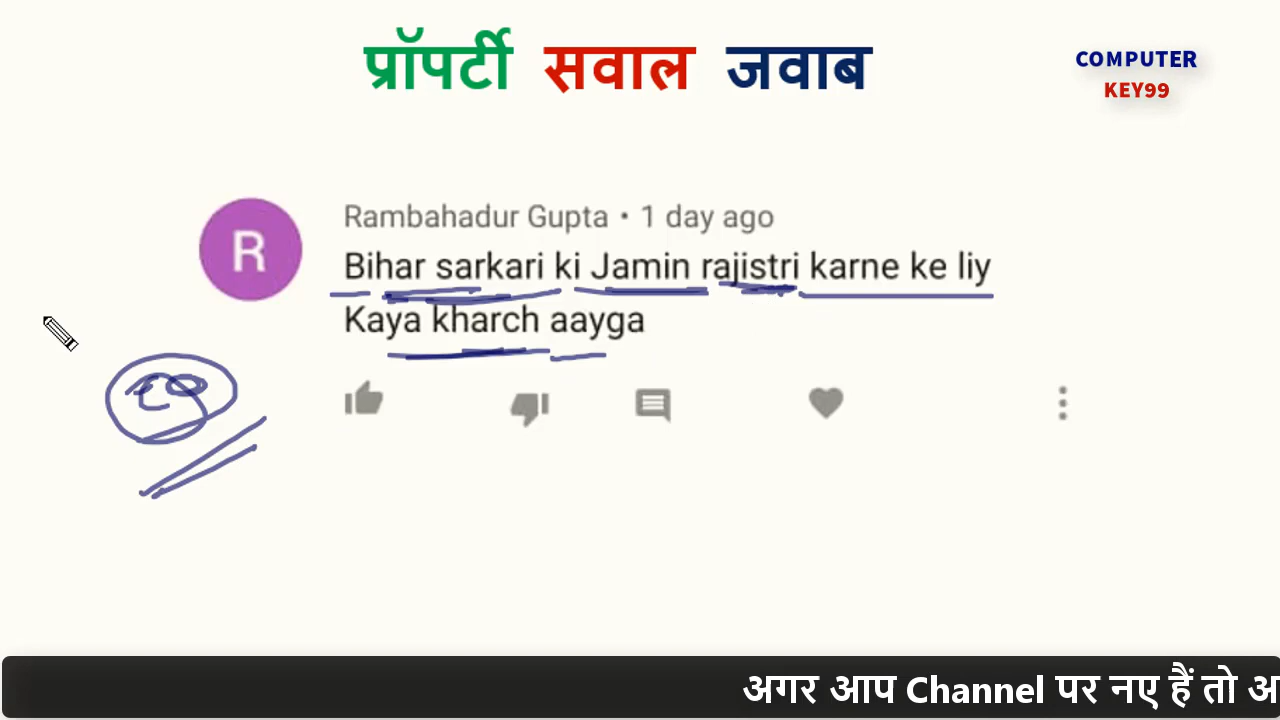 प्रॉपर्टी सवाल जवाब
COMPUTER
KEY99
R
Rambahadur Gupta • 1 day ago
Bihar sarkari ki Jamin rajistri karne ke liy
Kaya kharch aayga
अगर आप Channel पर नए हैं तो अ